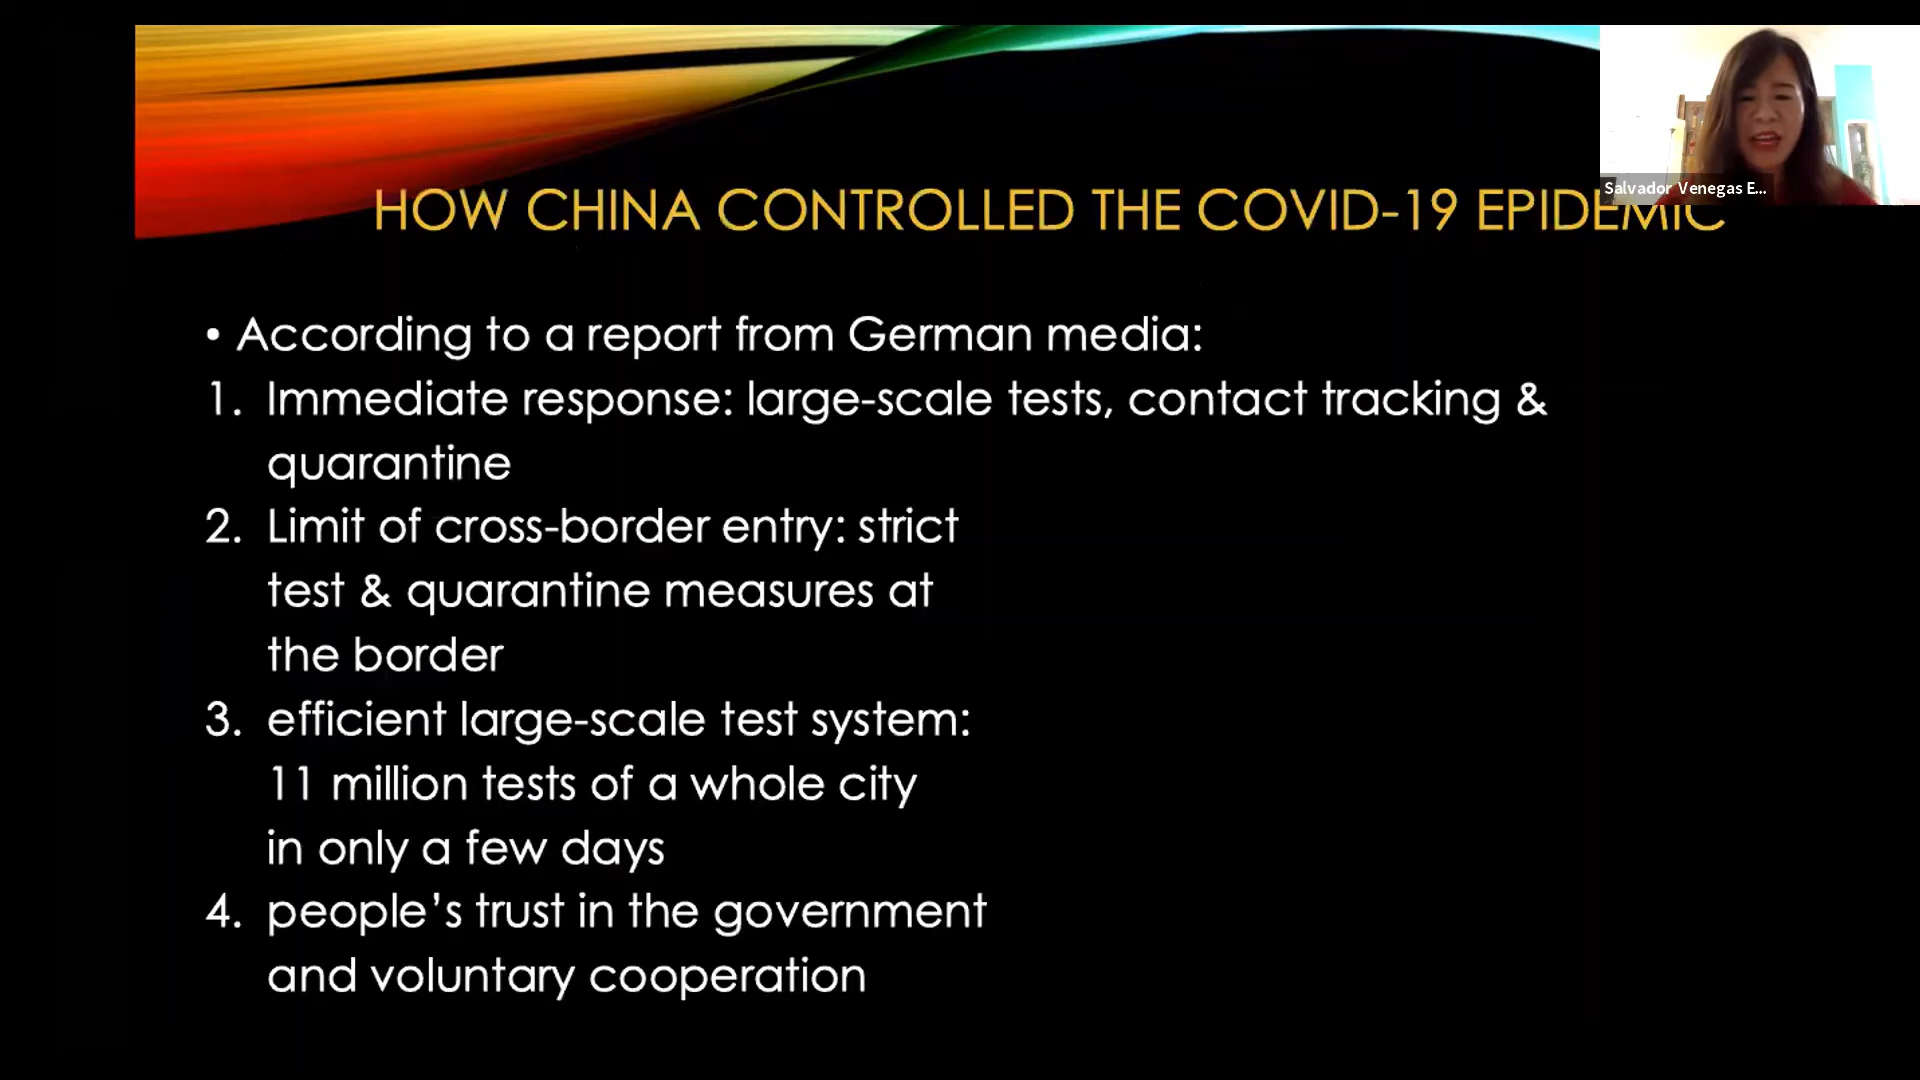 Salvador Venegas E...
HOW CHINA CONTROLLED THE COVID-19 EPIDEMIC
• According to a report from German media:
1. Immediate response: large-scale tests, contact tracking &
quarantine
2. Limit of cross-border entry: strict
test & quarantine measures at
the border
3. efficient large-scale test system:
11 million tests of a whole city
in only a few days
4. people’s trust in the government
and voluntary cooperation